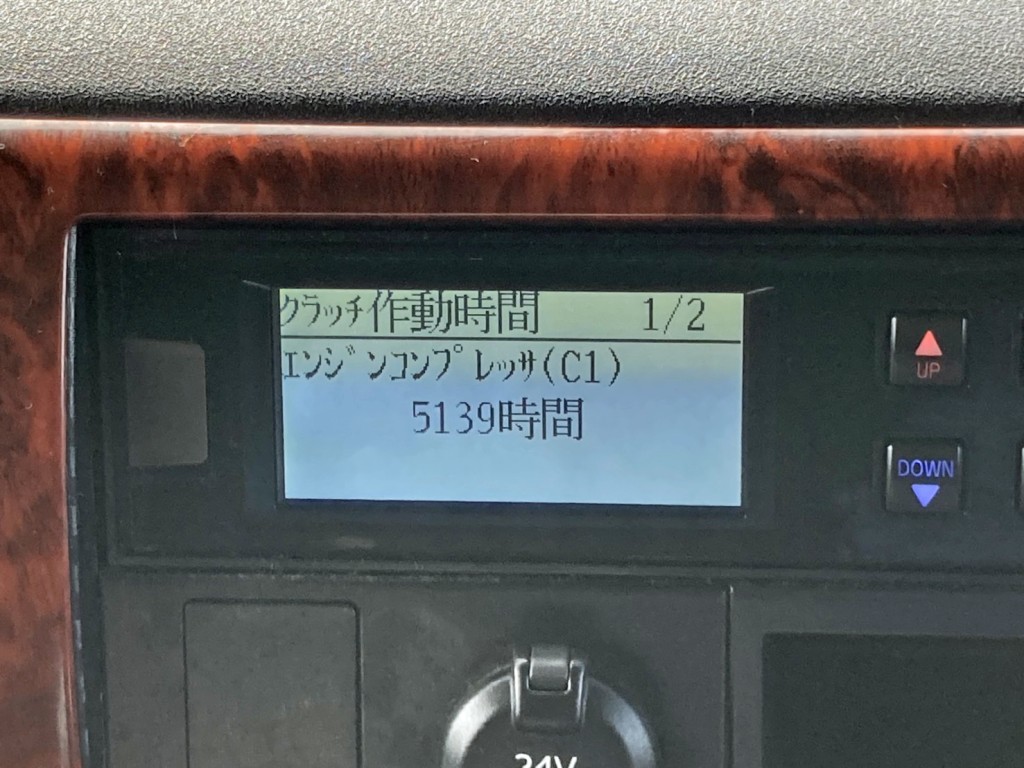 クラッチ作動時間 1/2
エンジンコンプレッサ(C1)
5139時間
UP
DOWN
24V